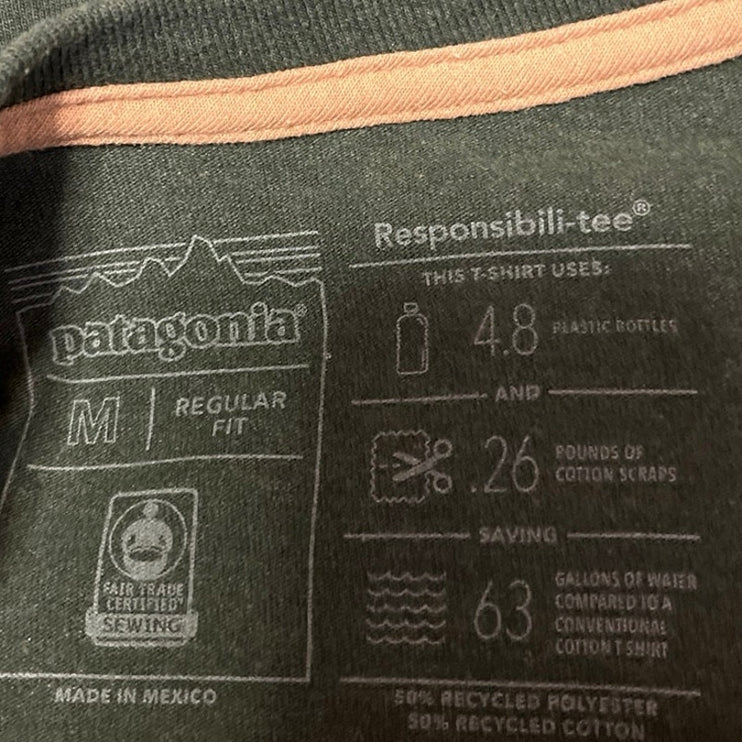 patagonia®
M
REGULAR
FIT
FAIR TRADE
CERTIFIED™
SEWING
MADE IN MEXICO
Responsibili-tee®
THIS T-SHIRT USES:
4.8 PLASTIC BOTTLES
AND
.26 POUNDS OF
COTTON SCRAPS
SAVING
63 GALLONS OF WATER
COMPARED TO A
CONVENTIONAL
COTTON T SHIRT
50% RECYCLED POLYESTER
50% RECYCLED COTTON